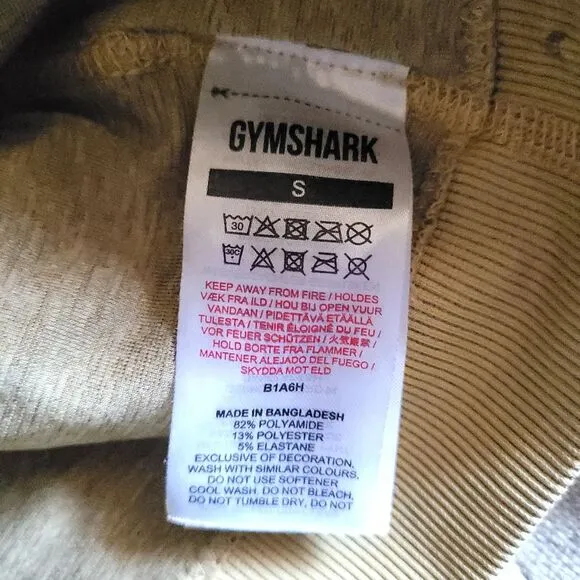 GYMSHARK
S
30
30C
KEEP AWAY FROM FIRE / HOLDES
VÆK FRA ILD / HOU BIJ OPEN VUUR
VANDAAN / PIDETTÄVÄ ETÄÄLLÄ
TULESTA / TENIR ÉLOIGNÉ DU FEU /
VOR FEUER SCHÜTZEN / 火気厳禁 /
HOLD BORTE FRA FLAMMER /
MANTENER ALEJADO DEL FUEGO /
SKYDDA MOT ELD
B1A6H
MADE IN BANGLADESH
82% POLYAMIDE
13% POLYESTER
5% ELASTANE
EXCLUSIVE OF DECORATION.
WASH WITH SIMILAR COLOURS,
DO NOT USE SOFTENER
COOL WASH. DO NOT BLEACH,
DO NOT TUMBLE DRY, DO NOT